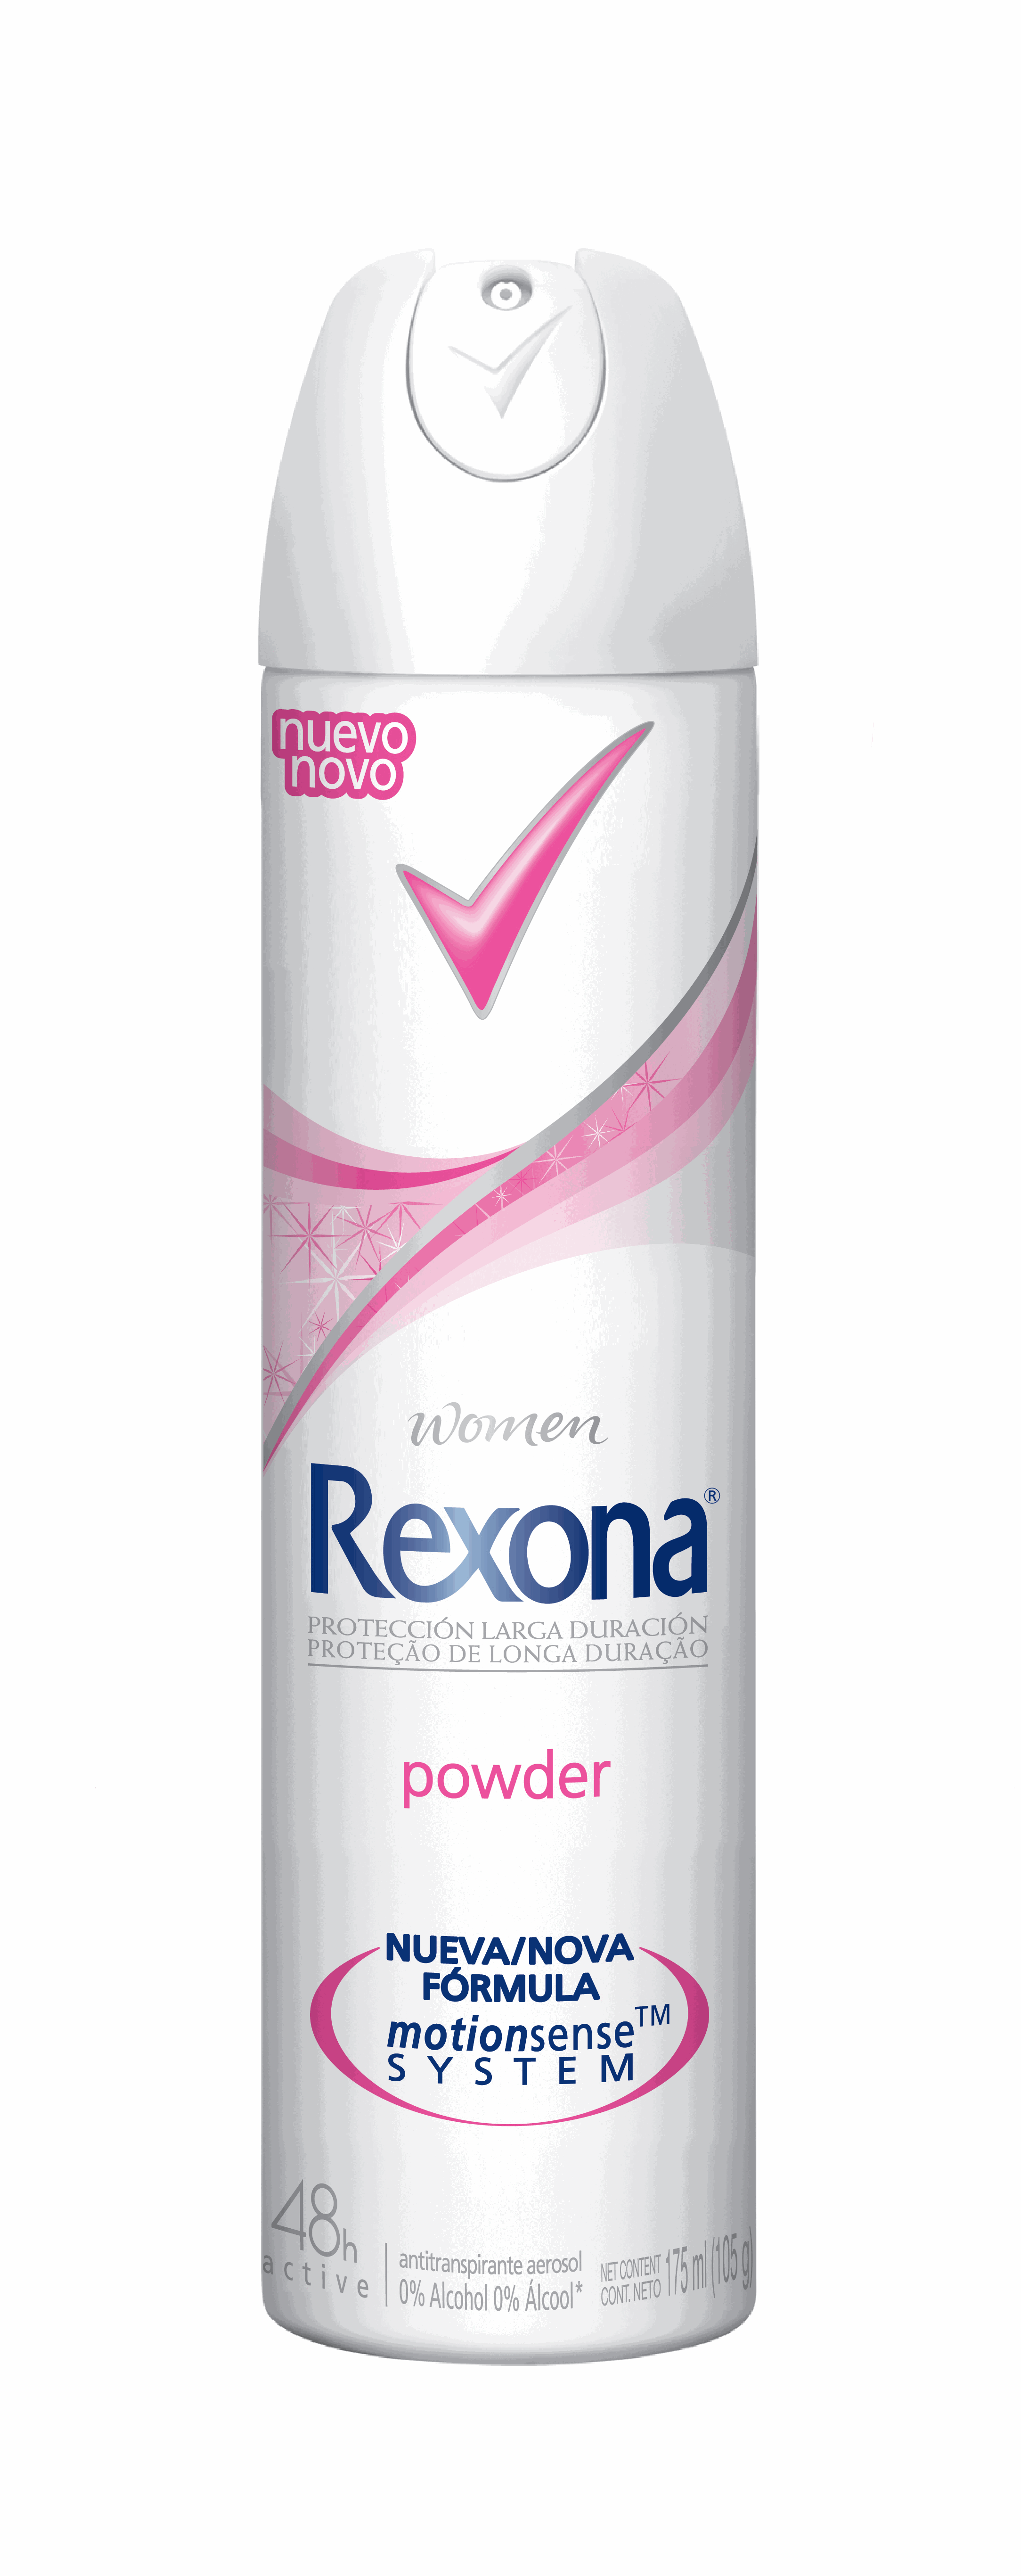 nuevo
novo
women
Rexona®
PROTECCIÓN LARGA DURACIÓN
PROTEÇÃO DE LONGA DURAÇÃO
powder
NUEVA/NOVA
FÓRMULA
motionsense™
SYSTEM
48h
active
antitranspirante aerosol
0% Alcohol 0% Álcool*
NET CONTENT
CONT. NETO
175 ml (105 g)